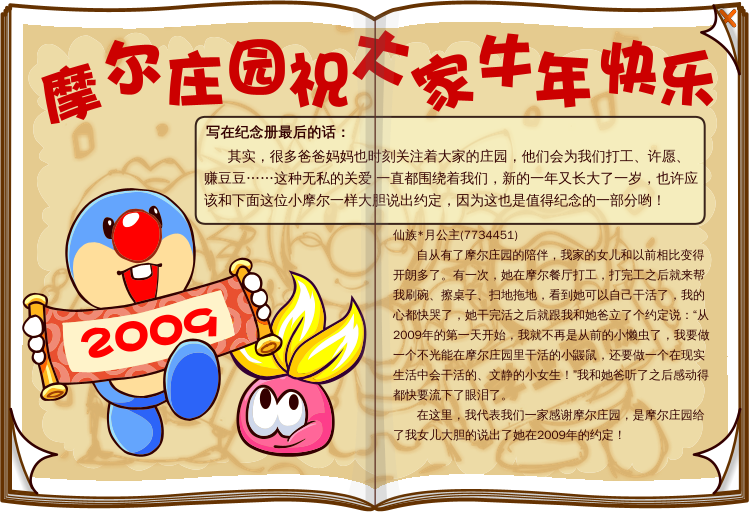 摩尔庄园祝大家牛年快乐
写在纪念册最后的话：
其实，很多爸爸妈妈也时刻关注着大家的庄园，他们会为我们打工、许愿、
赚豆豆……这种无私的关爱一直都围绕着我们，新的一年又长大了一岁，也许应
该和下面这位小摩尔一样大胆说出约定，因为这也是值得纪念的一部分哟！
仙族*月公主(7734451)
自从有了摩尔庄园的陪伴，我家的女儿和以前相比变得
开朗多了。有一次，她在摩尔餐厅打工，打完工之后就来帮
我刷碗、擦桌子、扫地拖地，看到她可以自己干活了，我的
心都快哭了，她干完活之后就跟我和她爸立了个约定说：“从
2009年的第一天开始，我就不再是从前的小懒虫了，我要做
一个不光能在摩尔庄园里干活的小鼹鼠，还要做一个在现实
生活中会干活的、文静的小女生！”我和她爸听了之后感动得
都快要流下了眼泪了。
在这里，我代表我们一家感谢摩尔庄园，是摩尔庄园给
了我女儿大胆的说出了她在2009年的约定！
2009